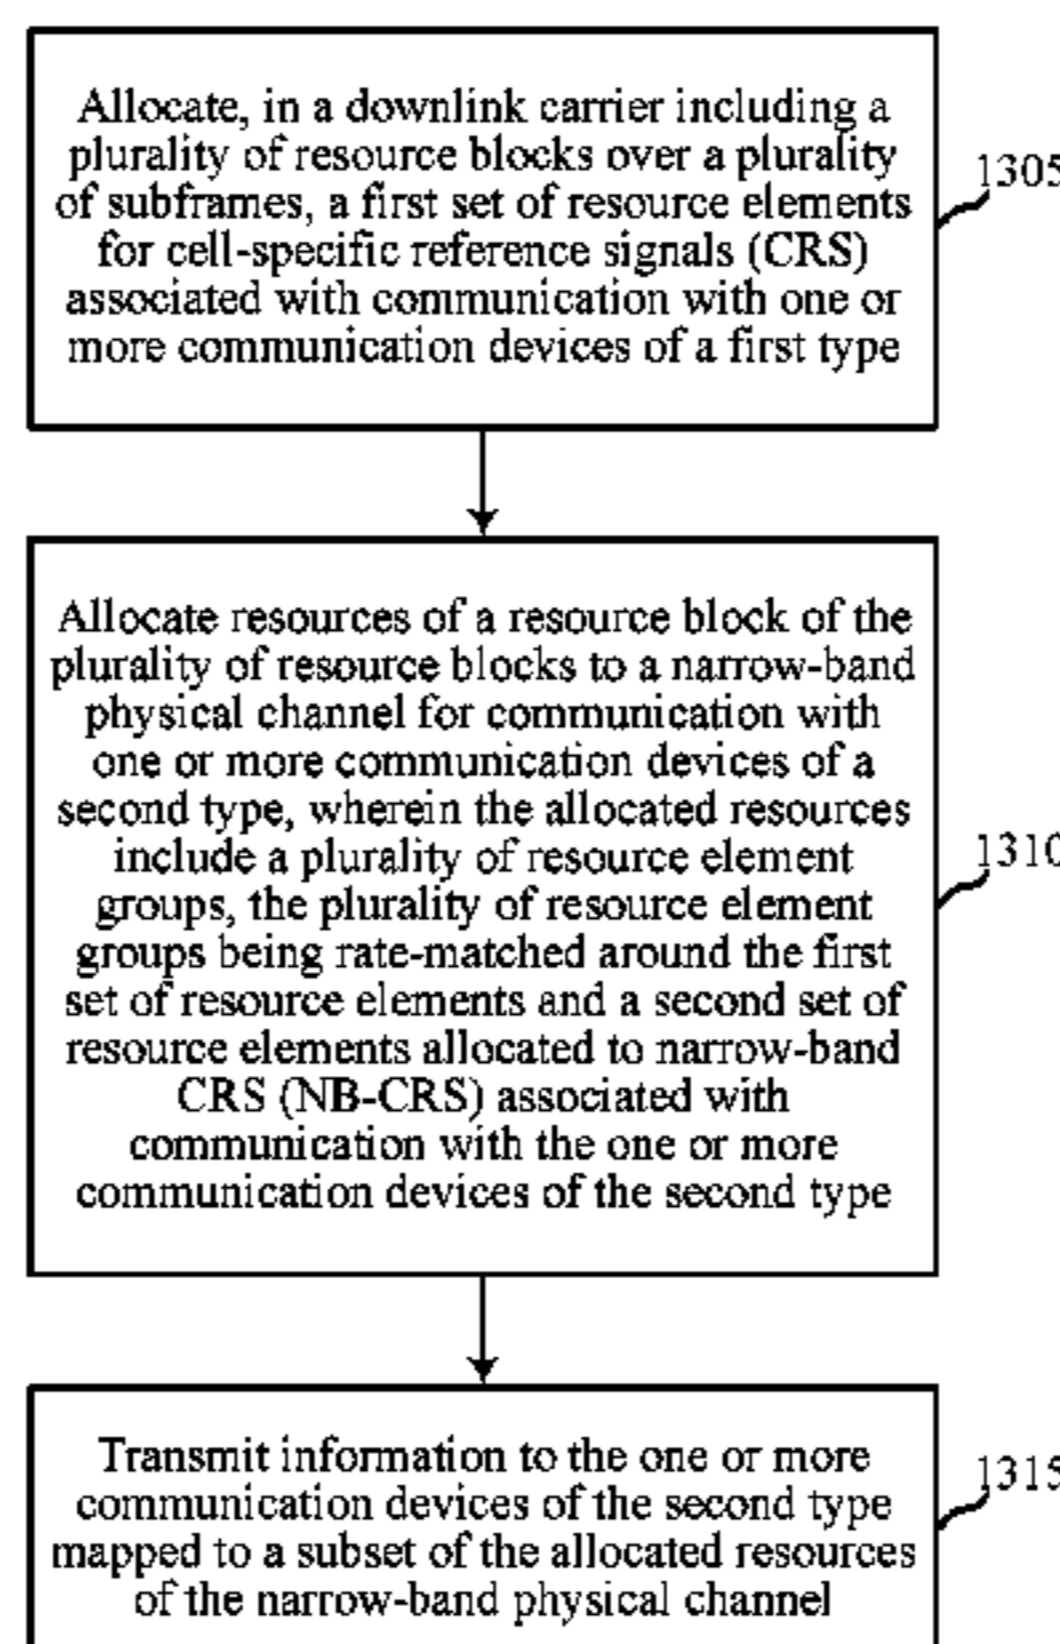 Allocate, in a downlink carrier including a
plurality of resource blocks over a plurality
of subframes, a first set of resource elements
for cell-specific reference signals (CRS)
associated with communication with one or
more communication devices of a first type
1305
Allocate resources of a resource block of the
plurality of resource blocks to a narrow-band
physical channel for communication with
one or more communication devices of a
second type, wherein the allocated resources
include a plurality of resource element
groups, the plurality of resource element
groups being rate-matched around the first
set of resource elements and a second set of
resource elements allocated to narrow-band
CRS (NB-CRS) associated with
communication with the one or more
communication devices of the second type
1310
Transmit information to the one or more
communication devices of the second type
mapped to a subset of the allocated resources
of the narrow-band physical channel
1315